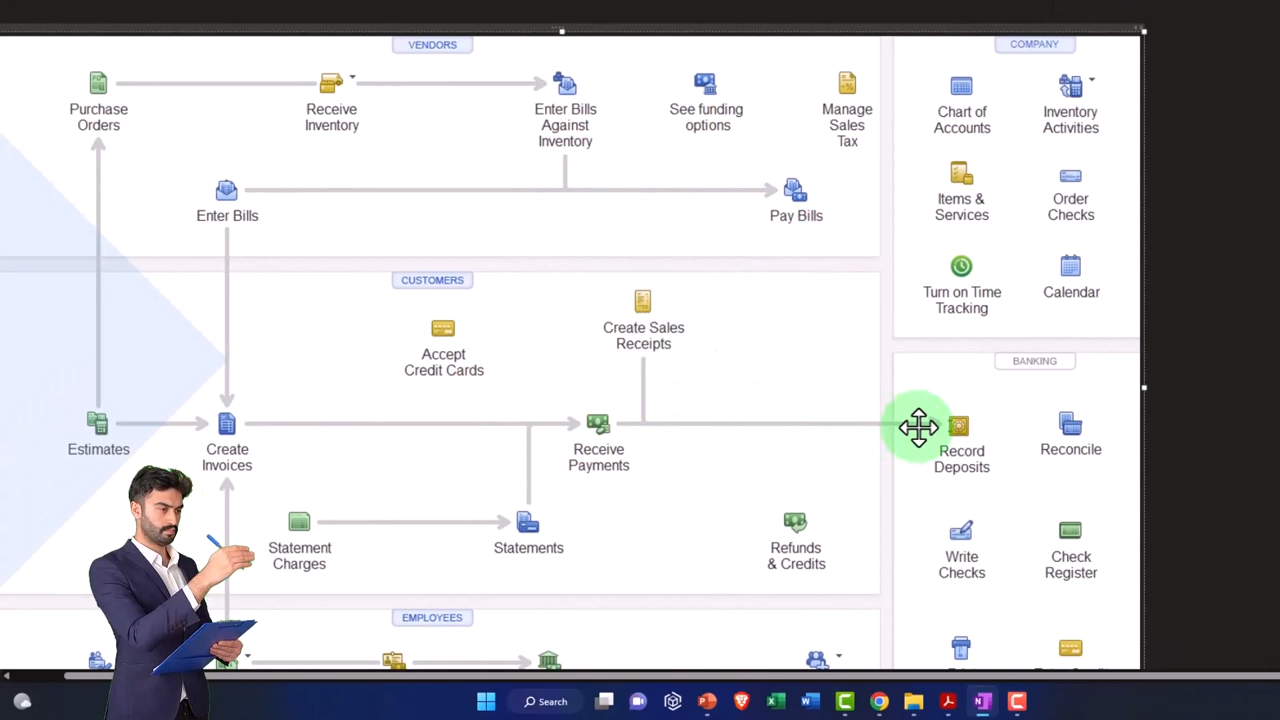 VENDORS
COMPANY
Purchase
Orders
Receive
Inventory
Enter Bills
Against
Inventory
See funding
options
Manage
Sales
Tax
Chart of
Accounts
Inventory
Activities
Enter Bills
Pay Bills
Items &
Services
Order
Checks
Turn on Time
Tracking
Calendar
CUSTOMERS
Accept
Credit Cards
Create Sales
Receipts
BANKING
Estimates
Create
Invoices
Receive
Payments
Record
Deposits
Reconcile
Statement
Charges
Statements
Refunds
& Credits
Write
Checks
Check
Register
EMPLOYEES
Search